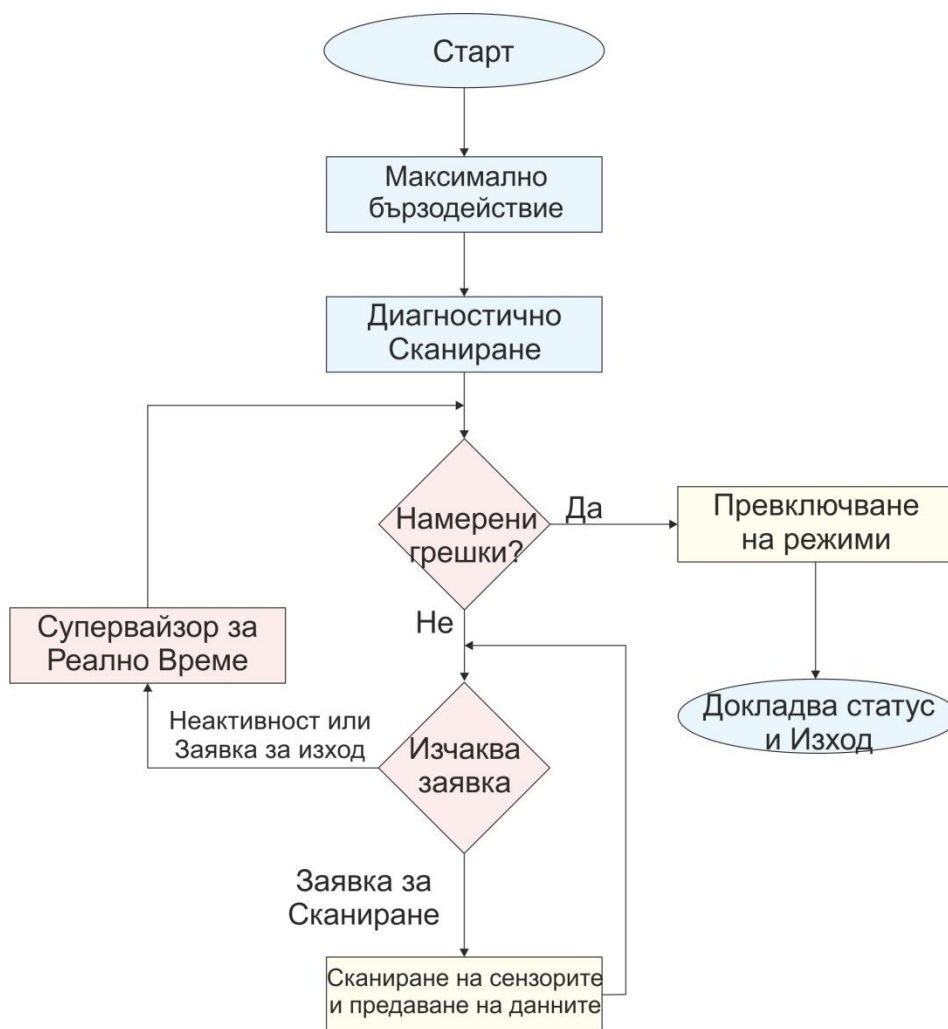 Старт
Максимално
бързодействие
Диагностично
Сканиране
Намерени
грешки?
Да
Превключване
на режими
Не
Супервайзор за
Реално Време
Докладва статус
и Изход
Неактивност или
Заявка за изход
Изчаква
заявка
Заявка за
Сканиране
Сканиране на сензорите
и предаване на данните